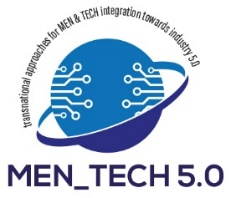 transnational approaches for MEN & TECH integration towards industry 5.0
MEN_TECH 5.0